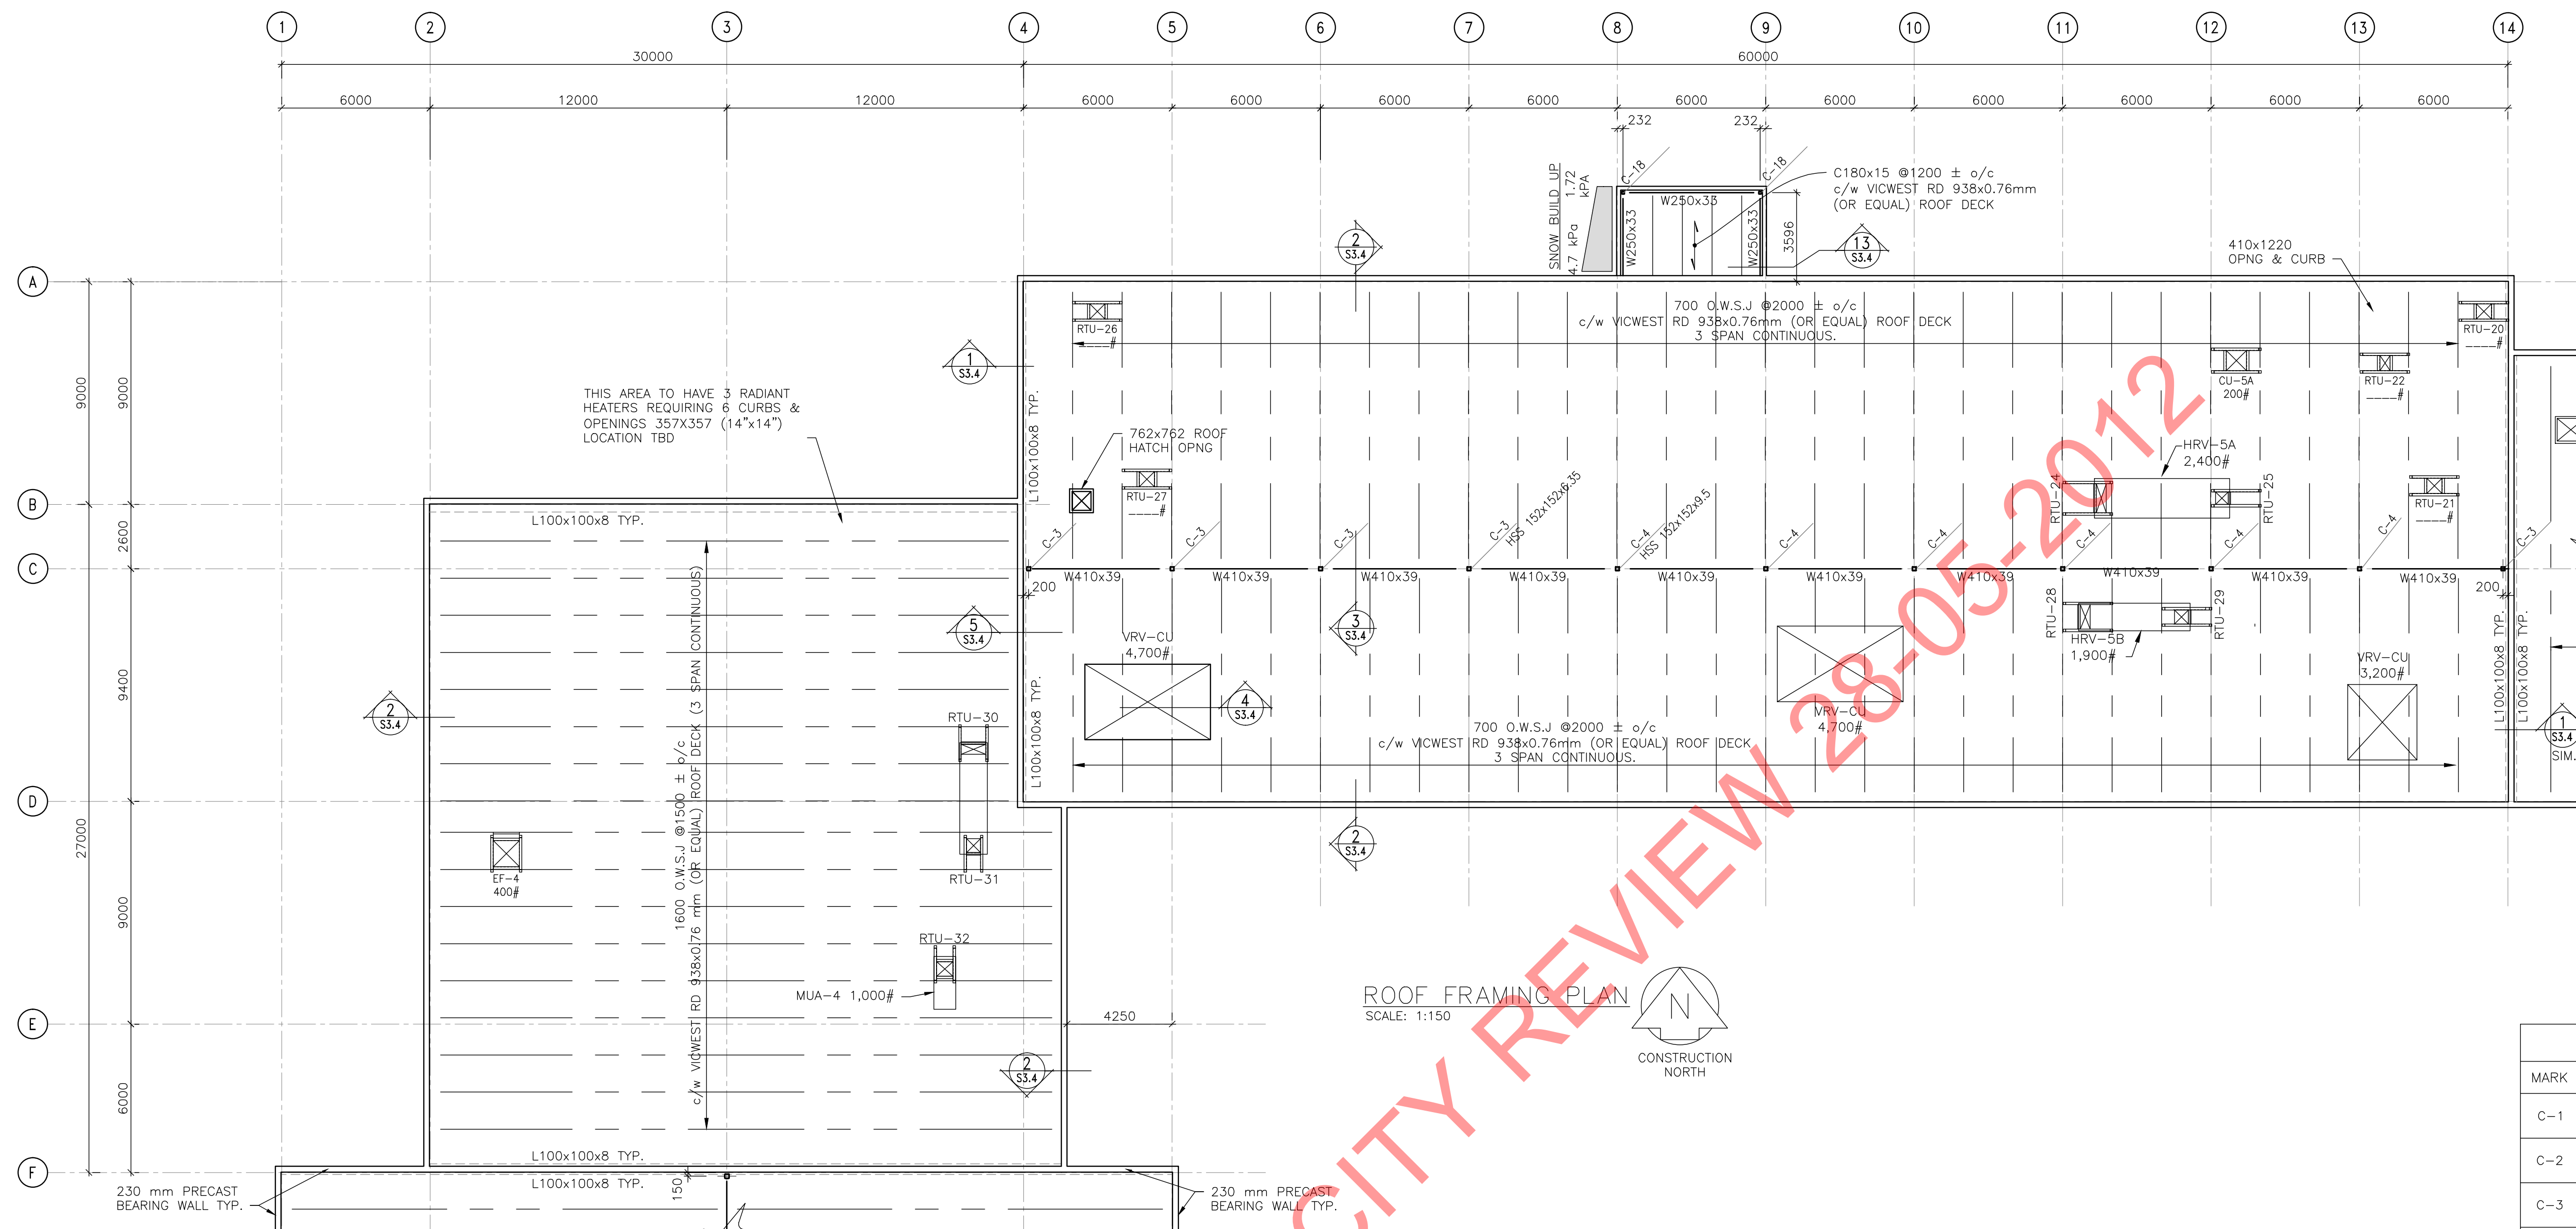 1
2
3
4
5
6
7
8
9
10
11
12
13
14
30000
60000
6000
12000
12000
6000
6000
6000
6000
6000
6000
6000
6000
6000
6000
232
232
SNOW BUILD UP
4.7 kPa
1.72
kPA
C-18
C-18
W250x33
W250x33
W250x33
3596
C180x15 @1200 ± o/c
c/w VICWEST RD 938x0.76mm
(OR EQUAL) ROOF DECK
2
S3.4
13
S3.4
410x1220
OPNG & CURB
A
B
C
D
E
F
9000
27000
9000
2600
9400
9000
6000
RTU-26
____#
700 O.W.S.J @2000 ± o/c
c/w VICWEST RD 938x0.76mm (OR EQUAL) ROOF DECK
3 SPAN CONTINUOUS.
RTU-20
____#
1
S3.4
CU-5A
200#
RTU-22
____#
THIS AREA TO HAVE 3 RADIANT
HEATERS REQUIRING 6 CURBS &
OPENINGS 357X357 (14"x14")
LOCATION TBD
L100x100x8 TYP.
762x762 ROOF
HATCH OPNG
RTU-27
____#
HRV-5A
2,400#
RTU-24
RTU-25
RTU-21
____#
L100x100x8 TYP.
C-3
C-3
C-3
C-3
HSS 152x152x6.35
C-4
HSS 152x152x9.5
C-4
C-4
C-4
C-4
C-4
C-3
W410x39
W410x39
W410x39
W410x39
W410x39
W410x39
W410x39
W410x39
W410x39
W410x39
200
200
5
S3.4
3
S3.4
RTU-28
RTU-29
HRV-5B
1,900#
VRV-CU
4,700#
VRV-CU
3,200#
L100x100x8 TYP.
L100x100x8 TYP.
L100x100x8 TYP.
2
S3.4
4
S3.4
VRV-CU
4,700#
RTU-30
1
S3.4
SIM.
700 O.W.S.J @2000 ± o/c
c/w VICWEST RD 938x0.76mm (OR EQUAL) ROOF DECK
3 SPAN CONTINUOUS.
1600 O.W.S.J @1500 ± o/c
c/w VICWEST RD 938x0.76 mm (OR EQUAL) ROOF DECK (3 SPAN CONTINUOUS)
2
S3.4
EF-4
400#
RTU-31
RTU-32
MUA-4 1,000#
4250
2
S3.4
ROOF FRAMING PLAN
SCALE: 1:150
N
CONSTRUCTION
NORTH
CITY REVIEW 28-05-2012
L100x100x8 TYP.
L100x100x8 TYP.
150
230 mm PRECAST
BEARING WALL TYP.
230 mm PRECAST
BEARING WALL TYP.
MARK
C-1
C-2
C-3